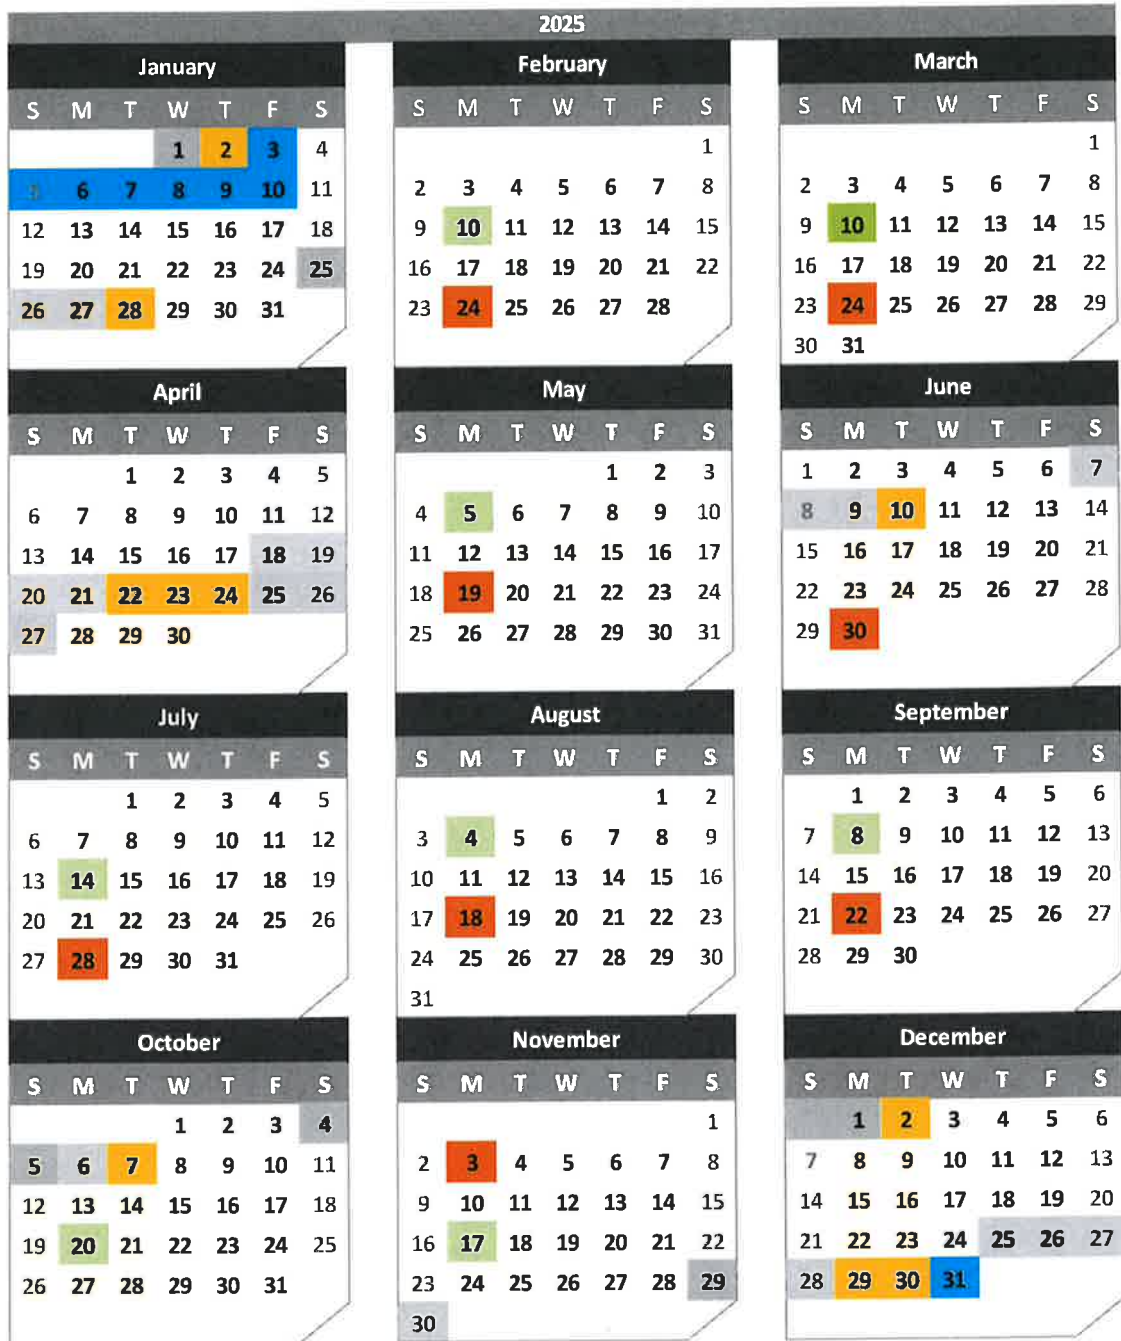 2025
January
S M T W T F S
1 2 3 4
5 6 7 8 9 10 11
12 13 14 15 16 17 18
19 20 21 22 23 24 25
26 27 28 29 30 31
February
S M T W T F S
1
2 3 4 5 6 7 8
9 10 11 12 13 14 15
16 17 18 19 20 21 22
23 24 25 26 27 28
March
S M T W T F S
1
2 3 4 5 6 7 8
9 10 11 12 13 14 15
16 17 18 19 20 21 22
23 24 25 26 27 28 29
30 31
April
S M T W T F S
1 2 3 4 5
6 7 8 9 10 11 12
13 14 15 16 17 18 19
20 21 22 23 24 25 26
27 28 29 30
May
S M T W T F S
1 2 3
4 5 6 7 8 9 10
11 12 13 14 15 16 17
18 19 20 21 22 23 24
25 26 27 28 29 30 31
June
S M T W T F S
1 2 3 4 5 6 7
8 9 10 11 12 13 14
15 16 17 18 19 20 21
22 23 24 25 26 27 28
29 30
July
S M T W T F S
1 2 3 4 5
6 7 8 9 10 11 12
13 14 15 16 17 18 19
20 21 22 23 24 25 26
27 28 29 30 31
August
S M T W T F S
1 2
3 4 5 6 7 8 9
10 11 12 13 14 15 16
17 18 19 20 21 22 23
24 25 26 27 28 29 30
31
September
S M T W T F S
1 2 3 4 5 6
7 8 9 10 11 12 13
14 15 16 17 18 19 20
21 22 23 24 25 26 27
28 29 30
October
S M T W T F S
1 2 3 4
5 6 7 8 9 10 11
12 13 14 15 16 17 18
19 20 21 22 23 24 25
26 27 28 29 30 31
November
S M T W T F S
1
2 3 4 5 6 7 8
9 10 11 12 13 14 15
16 17 18 19 20 21 22
23 24 25 26 27 28 29
30
December
S M T W T F S
1 2 3 4 5 6
7 8 9 10 11 12 13
14 15 16 17 18 19 20
21 22 23 24 25 26 27
28 29 30 31